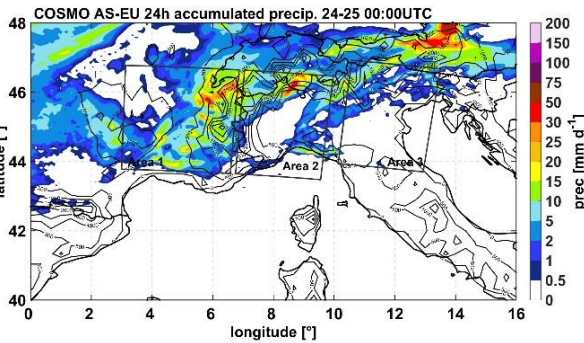 COSMO AS-EU 24h accumulated precip. 24-25 00:00UTC
48
46
44
42
40
0 2 4 6 8 10 12 14 16
longitude [°]
latitude [°]
Area 1
Area 2
Area 3
200
150
100
75
50
30
25
20
15
10
5
2
1
0.5
0
prec [mm d⁻¹]